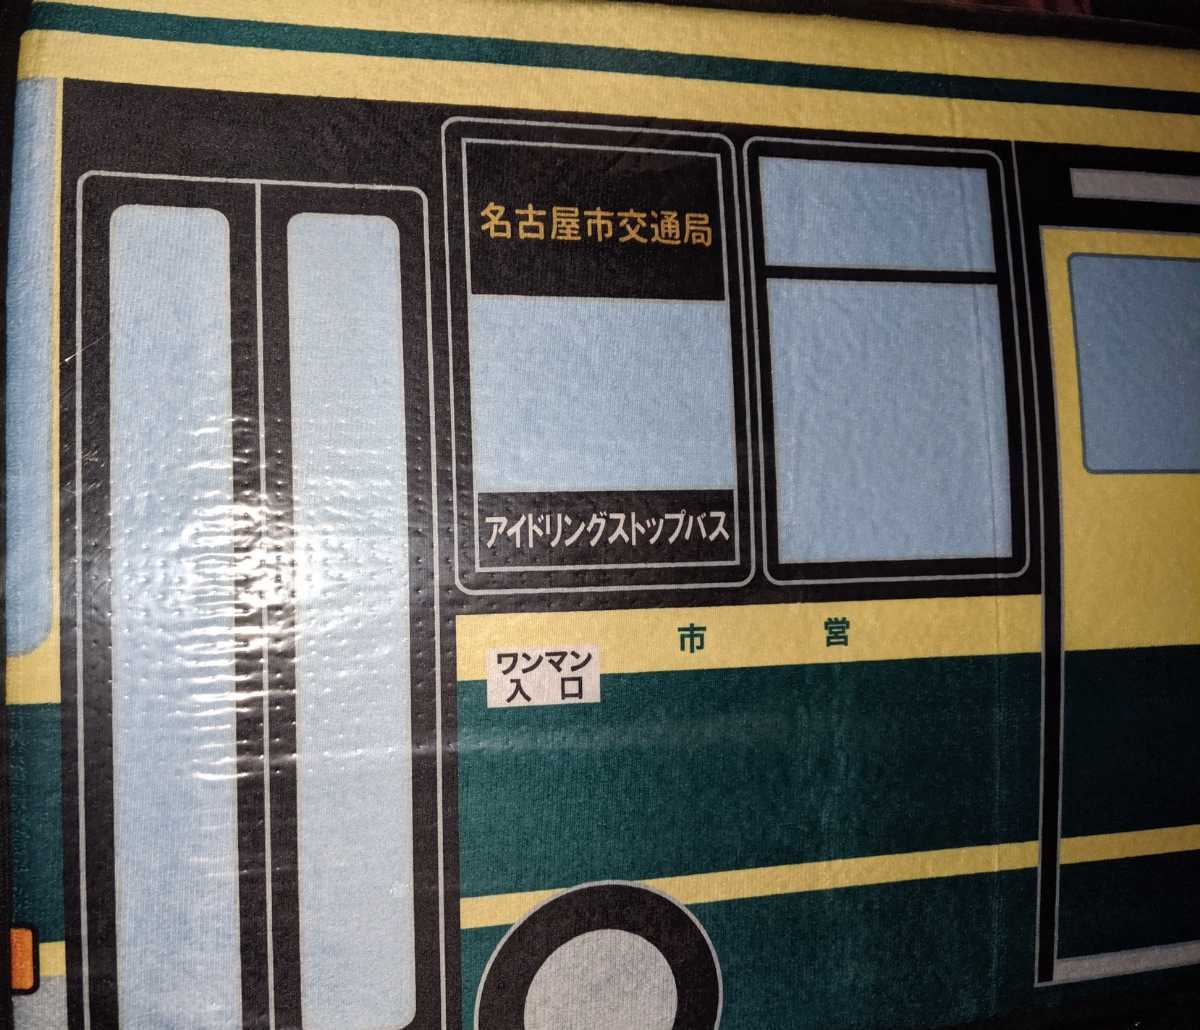 名古屋市交通局
アイドリングストップバス
市 営
ワンマン
入 口